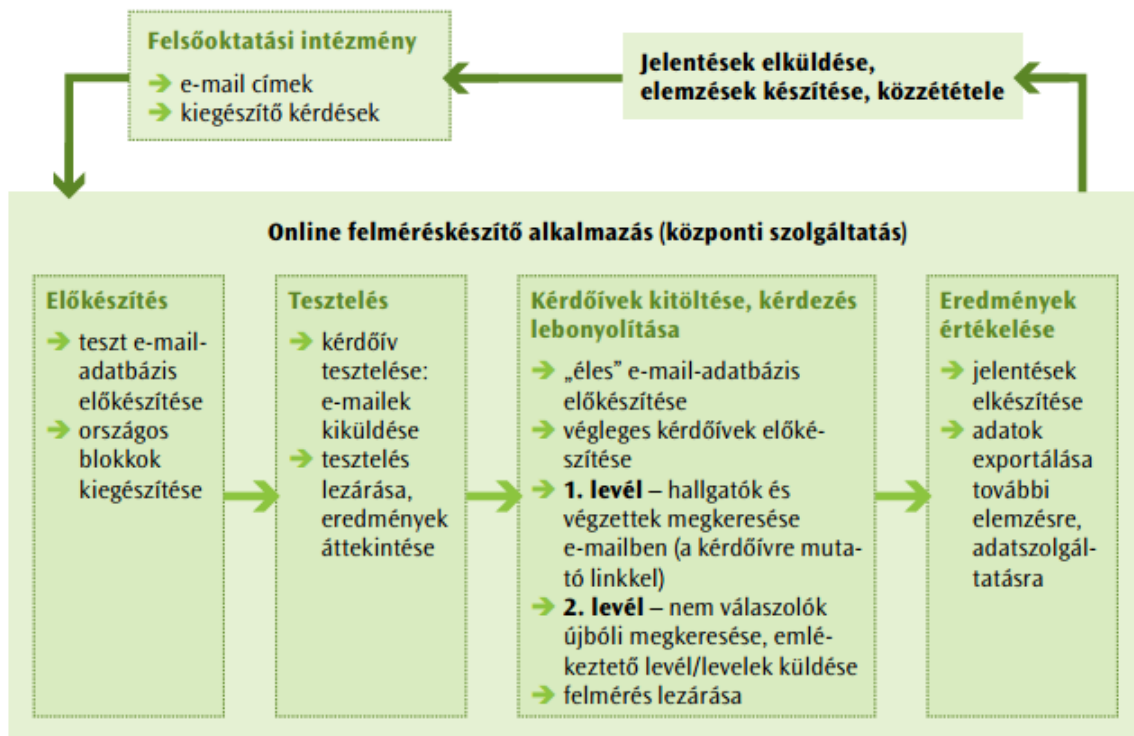 Felsőoktatási intézmény
e-mail címek
kiegészítő kérdések
Jelentések elküldése,
elemzések készítése, közzététele
Online felméréskészítő alkalmazás (központi szolgáltatás)
Előkészítés
teszt e-mail-
adatbázis
előkészítése
országos
blokkok
kiegészítése
Tesztelés
kérdőív
tesztelése:
e-mailek
kiküldése
tesztelés
lezárása,
eredmények
áttekintése
Kérdőívek kitöltése, kérdezés
lebonyolítása
„éles” e-mail-adatbázis
előkészítése
végleges kérdőívek előké-
szítése
1. levél – hallgatók és
végzettek megkeresése
e-mailben (a kérdőívre muta-
tó linkkel)
2. levél – nem válaszolók
újbóli megkeresése, emlé-
keztető levél/levelek küldése
felmérés lezárása
Eredmények
értékelése
jelentések
elkészítése
adatok
exportálása
további
elemzésre,
adatszolgál-
tatásra